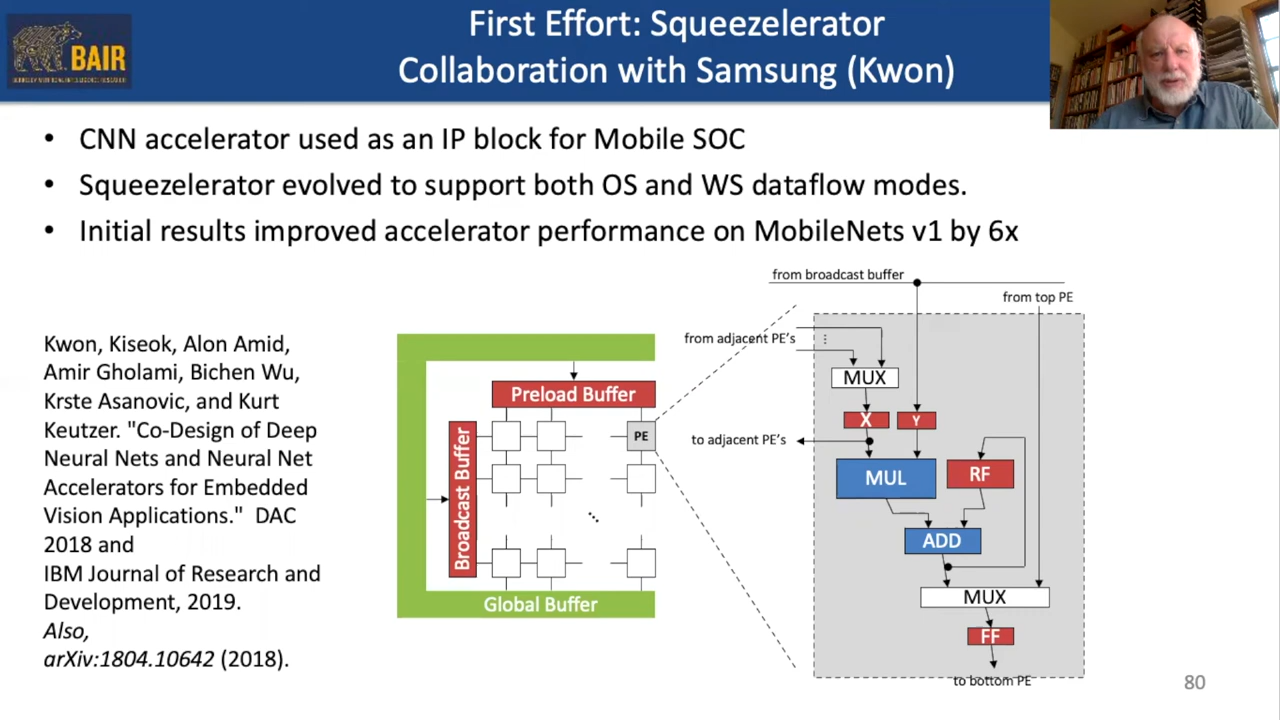 First Effort: Squeezelerator
Collaboration with Samsung (Kwon)
BAIR
• CNN accelerator used as an IP block for Mobile SOC
• Squeezelerator evolved to support both OS and WS dataflow modes.
• Initial results improved accelerator performance on MobileNets v1 by 6x
Kwon, Kiseok, Alon Amid,
Amir Gholami, Bichen Wu,
Krste Asanovic, and Kurt
Keutzer. "Co-Design of Deep
Neural Nets and Neural Net
Accelerators for Embedded
Vision Applications." DAC
2018 and
IBM Journal of Research and
Development, 2019.
Also,
arXiv:1804.10642 (2018).
Preload Buffer
Broadcast Buffer
PE
Global Buffer
from broadcast buffer
from top PE
from adjacent PE's
MUX
X
Y
to adjacent PE's
MUL
RF
ADD
MUX
FF
to bottom PE
80